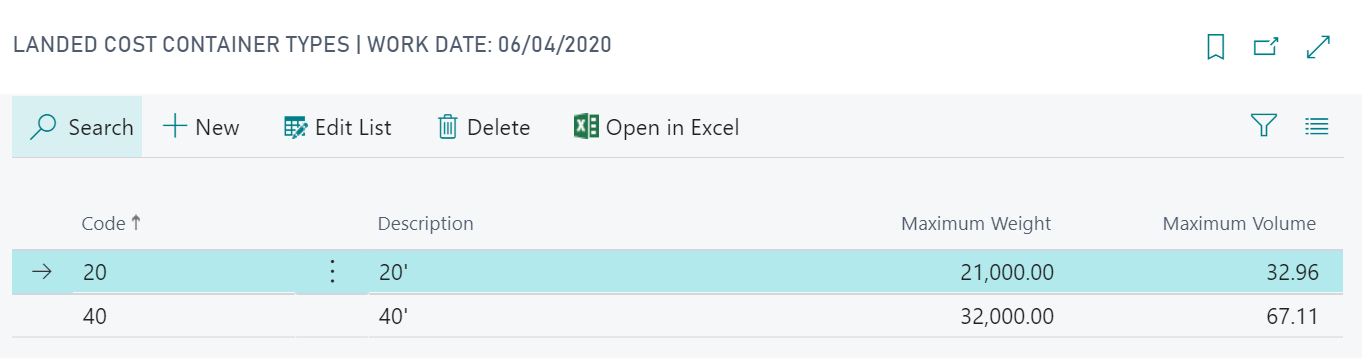 LANDED COST CONTAINER TYPES | WORK DATE: 06/04/2020
Search New Edit List Delete Open in Excel
Code ↑ Description Maximum Weight Maximum Volume
→ 20 ⋮ 20' 21,000.00 32.96
40 40' 32,000.00 67.11